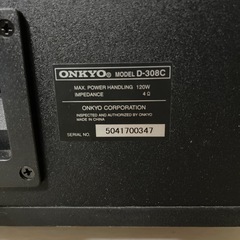 ONKYO® MODEL D-308C
MAX. POWER HANDLING 120W
IMPEDANCE 4 Ω
ONKYO CORPORATION
INSPECTED AND AUTHORIZED BY ONKYO
MADE IN CHINA
SERIAL NO. 5041700347